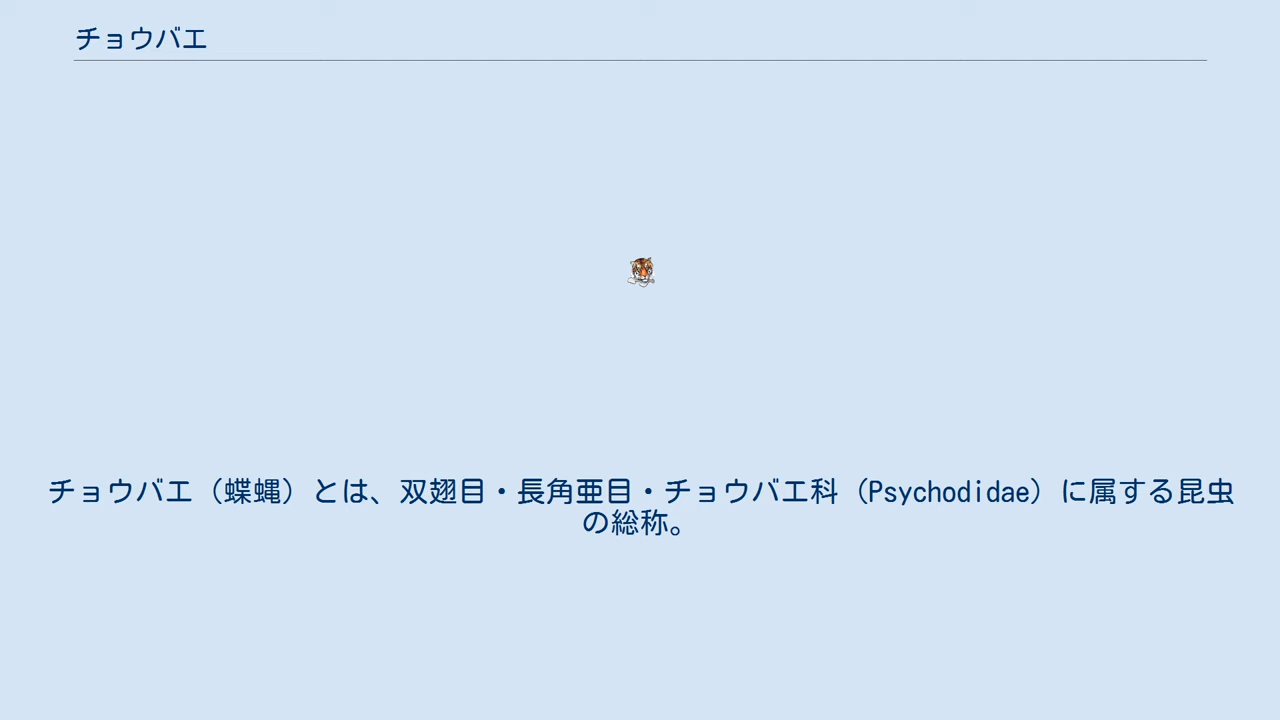 チョウバエ
チョウバエ（蝶蝿）とは、双翅目・長角亜目・チョウバエ科（Psychodidae）に属する昆虫
の総称。